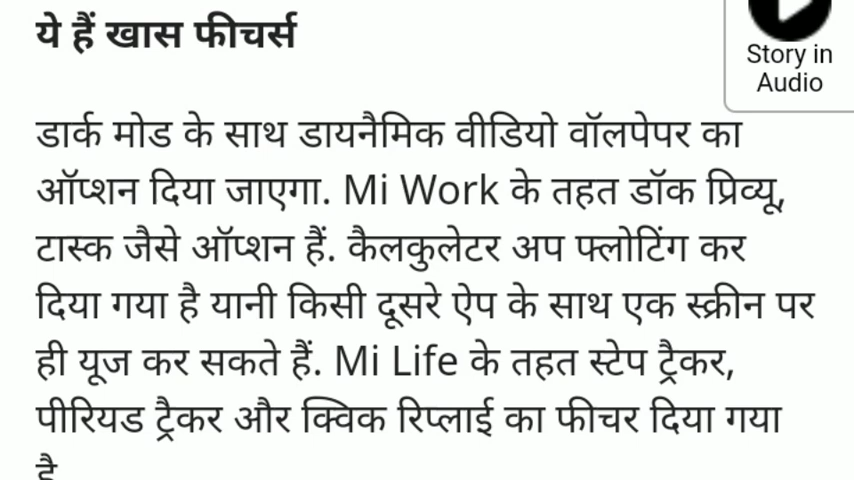 ये हैं खास फीचर्स
Story in
Audio
डार्क मोड के साथ डायनैमिक वीडियो वॉलपेपर का
ऑप्शन दिया जाएगा. Mi Work के तहत डॉक प्रिव्यू,
टास्क जैसे ऑप्शन हैं. कैलकुलेटर अप फ्लोटिंग कर
दिया गया है यानी किसी दूसरे ऐप के साथ एक स्क्रीन पर
ही यूज कर सकते हैं. Mi Life के तहत स्टेप ट्रैकर,
पीरियड ट्रैकर और क्विक रिप्लाई का फीचर दिया गया
है